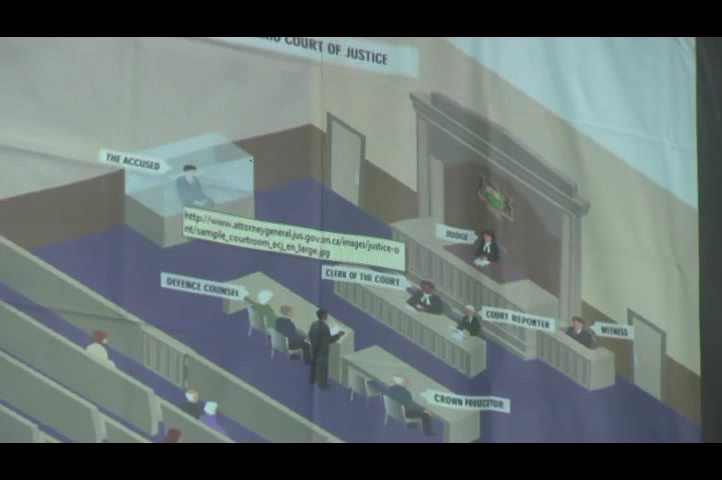 COURT OF JUSTICE
THE ACCUSED
http://www.attorneygeneral.jus.gov.on.ca/images/justice-o
nt/sample_courtroom_ocj_en_large.jpg
JUDGE
CLERK OF THE COURT
DEFENCE COUNSEL
COURT REPORTER
WITNESS
CROWN PROSECUTOR